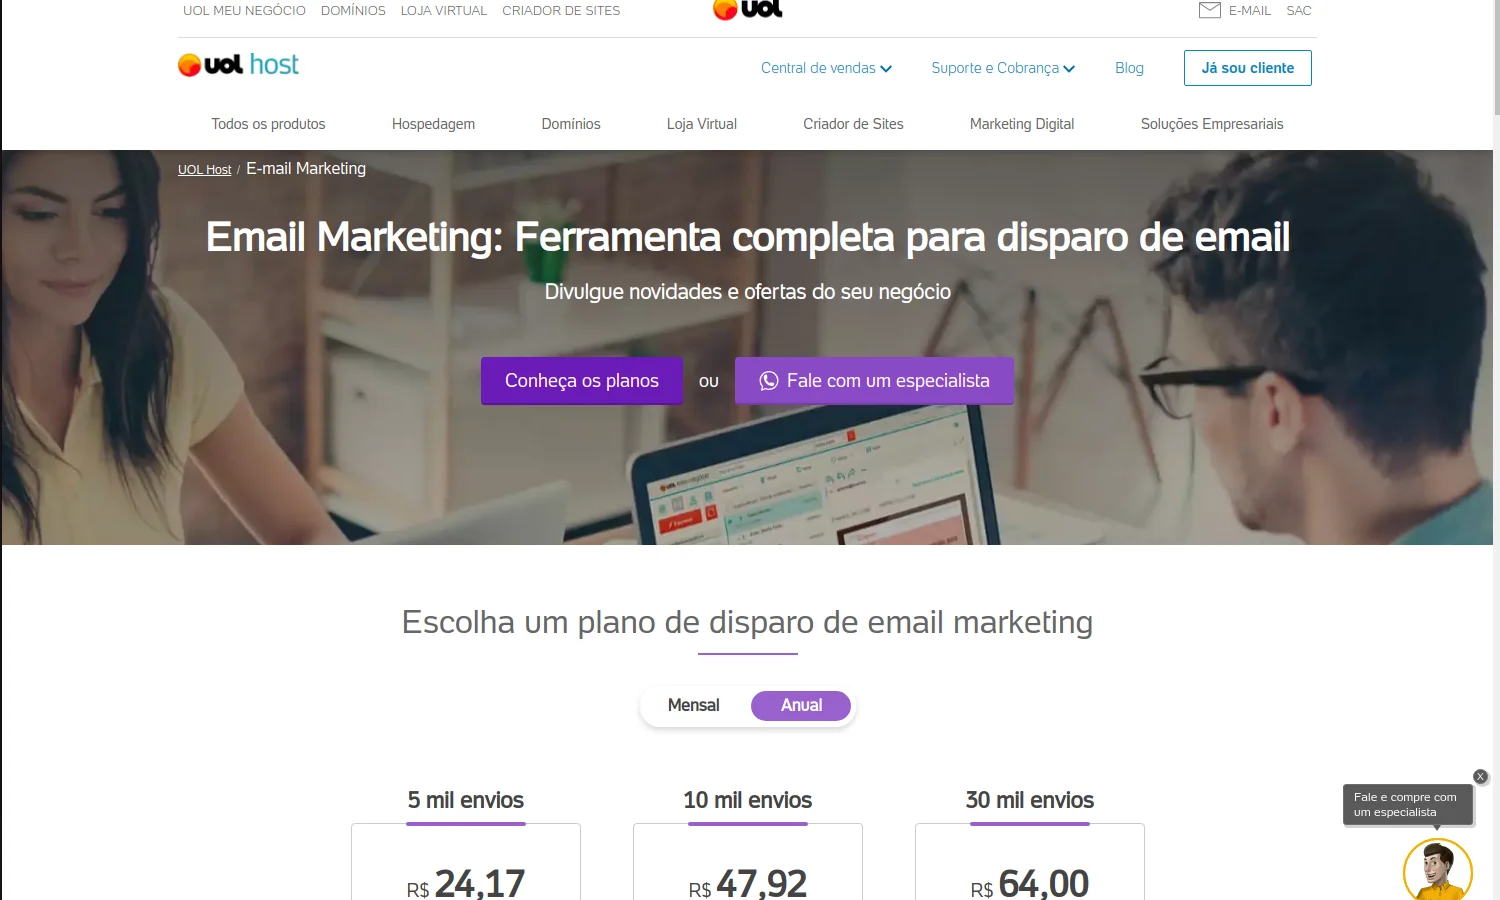 UOL MEU NEGÓCIO DOMÍNIOS LOJA VIRTUAL CRIADOR DE SITES
uol
E-MAIL SAC
uol host
Central de vendas
Suporte e Cobrança
Blog
Já sou cliente
Todos os produtos
Hospedagem
Domínios
Loja Virtual
Criador de Sites
Marketing Digital
Soluções Empresariais
UOL Host / E-mail Marketing
Email Marketing: Ferramenta completa para disparo de email
Divulgue novidades e ofertas do seu negócio
Conheça os planos
ou
Fale com um especialista
Escolha um plano de disparo de email marketing
Mensal
Anual
5 mil envios
10 mil envios
30 mil envios
X
Fale e compre com
um especialista
R$ 24,17
R$ 47,92
R$ 64,00